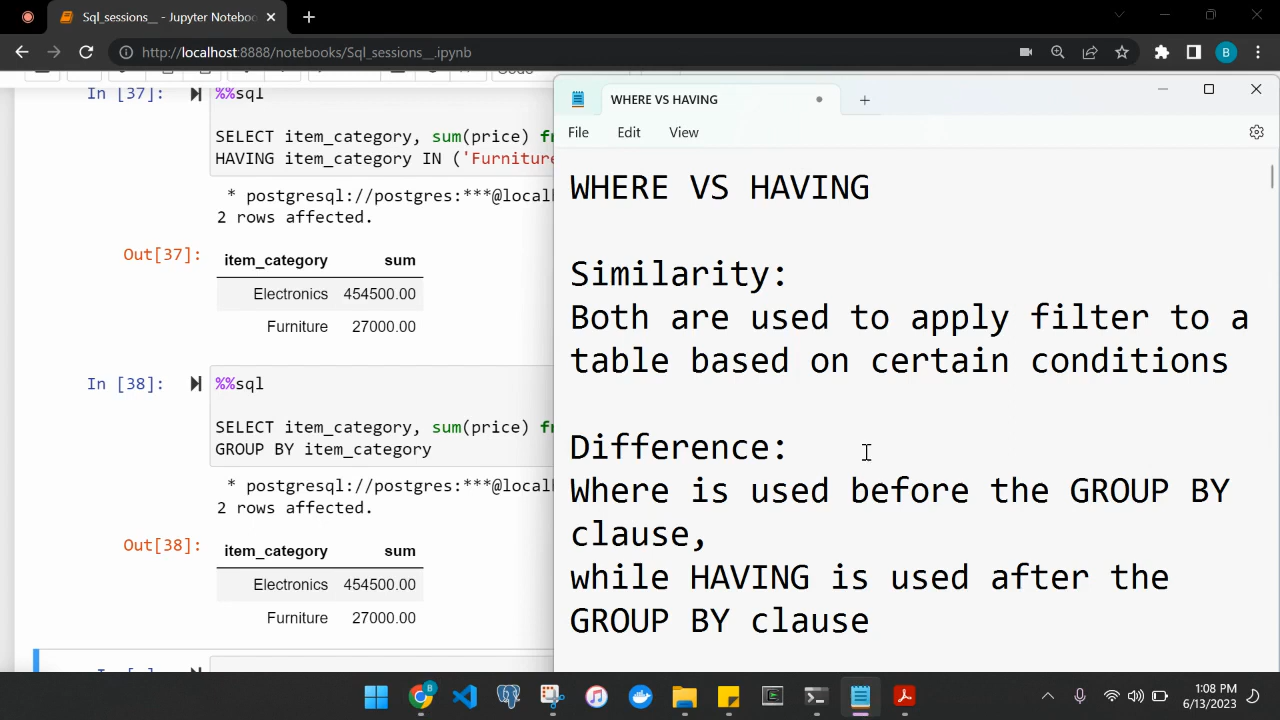 Sql_sessions__ - Jupyter Noteboo
http://localhost:8888/notebooks/Sql_sessions__.ipynb
B
In [37]:
%%sql
SELECT item_category, sum(price)
HAVING item_category IN ('Furniture
* postgresql://postgres:***@local
2 rows affected.
Out[37]:
item_category sum
Electronics 454500.00
Furniture 27000.00
In [38]:
%%sql
SELECT item_category, sum(price)
GROUP BY item_category
* postgresql://postgres:***@local
2 rows affected.
Out[38]:
item_category sum
Electronics 454500.00
Furniture 27000.00
WHERE VS HAVING
File Edit View
WHERE VS HAVING
Similarity:
Both are used to apply filter to a
table based on certain conditions
Difference:
Where is used before the GROUP BY
clause,
while HAVING is used after the
GROUP BY clause
1:08 PM
6/13/2023